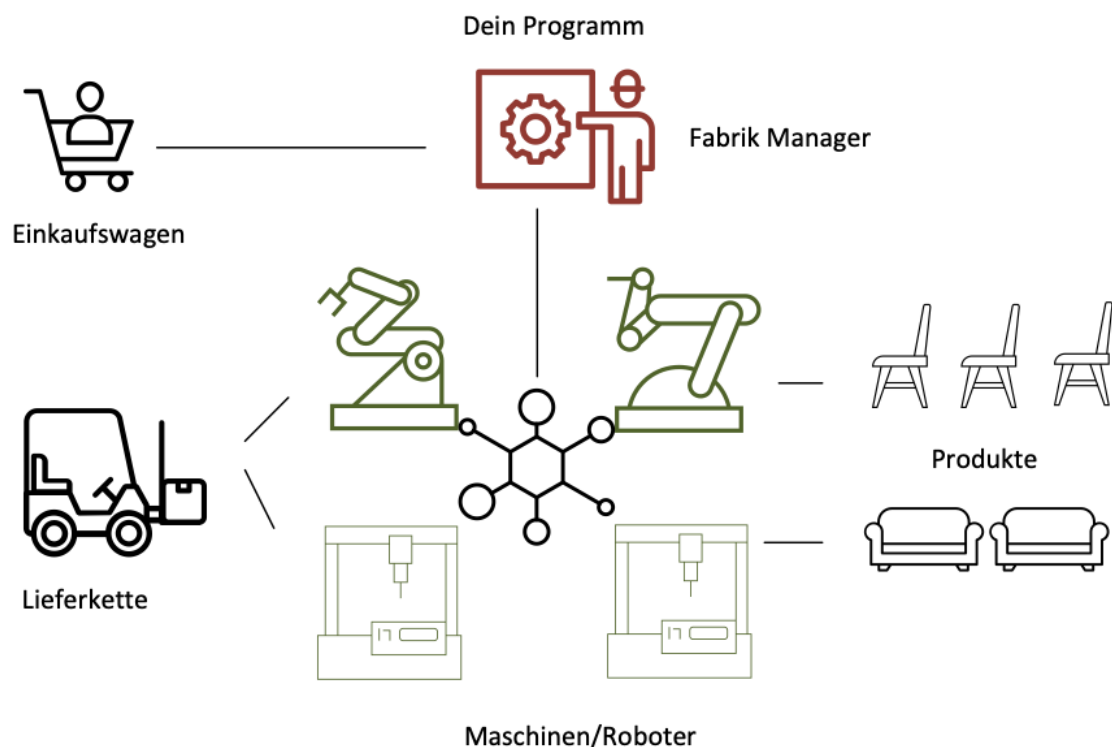 Dein Programm
Fabrik Manager
Einkaufswagen
Produkte
Lieferkette
Maschinen/Roboter